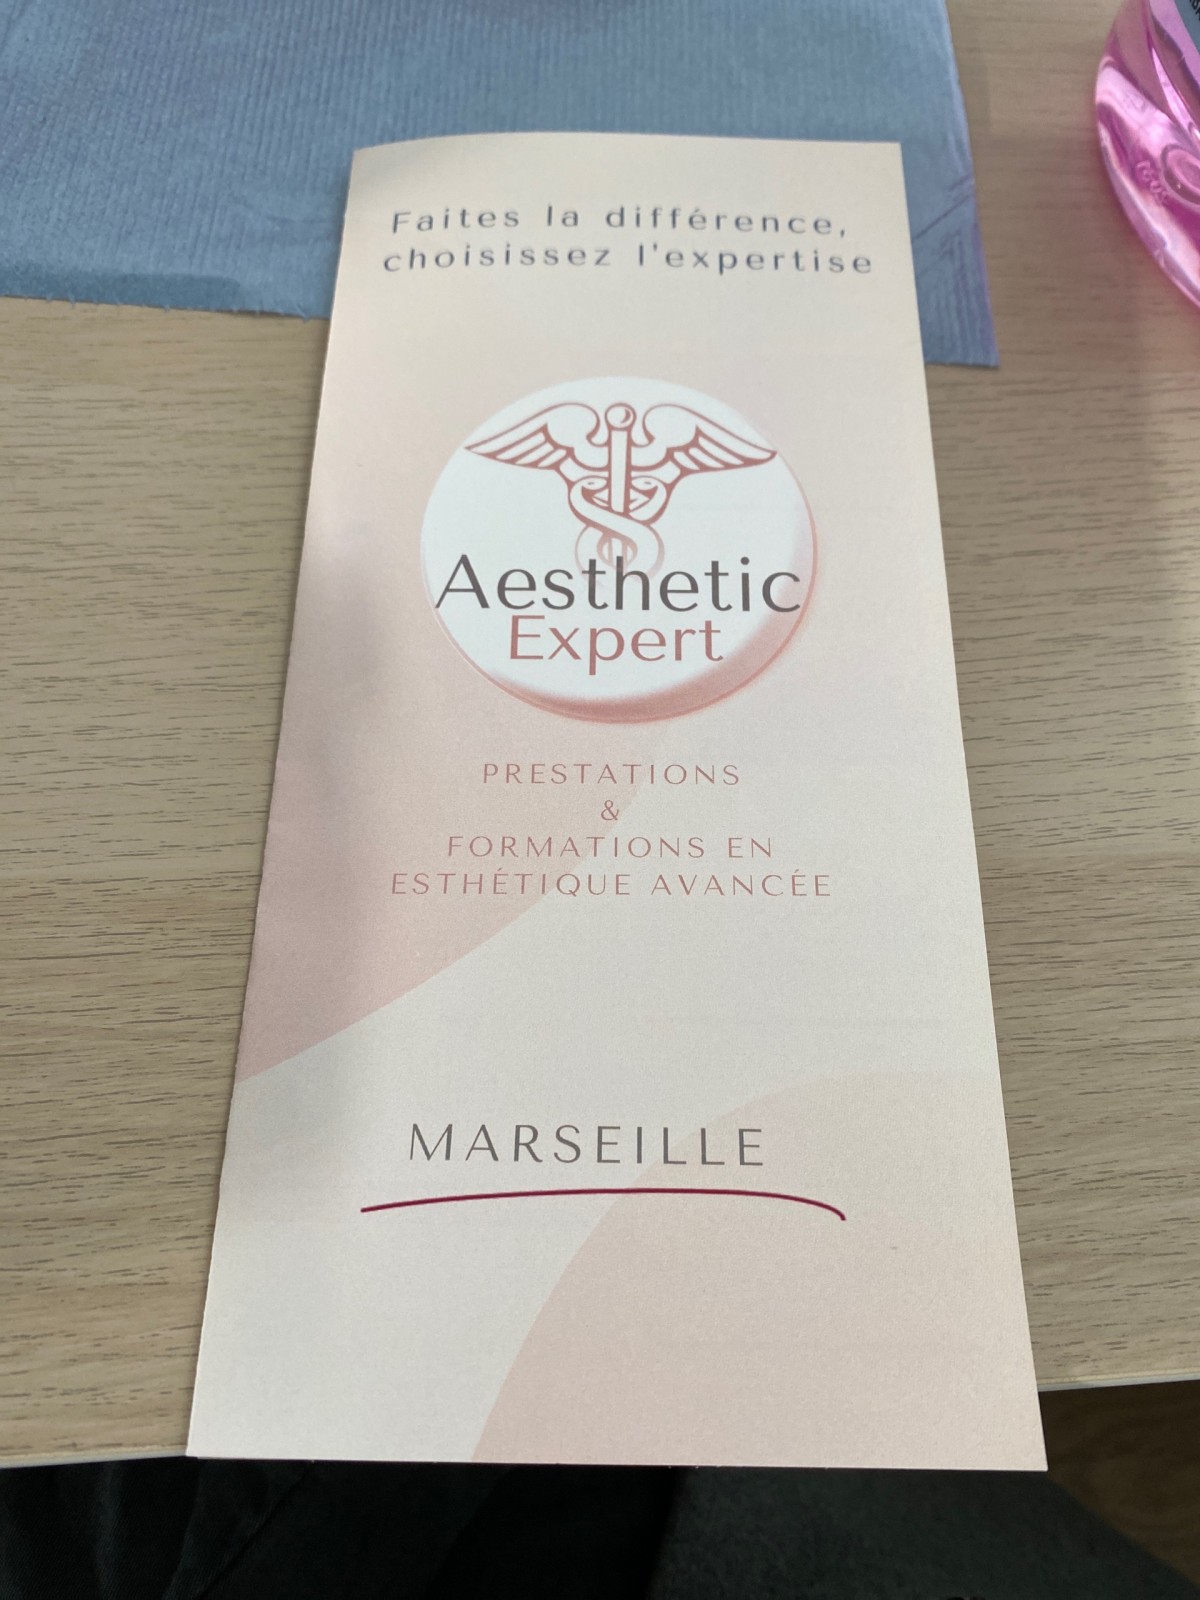 Faites la différence,
choisissez l'expertise
Aesthetic
Expert
PRESTATIONS
&
FORMATIONS EN
ESTHÉTIQUE AVANCÉE
MARSEILLE